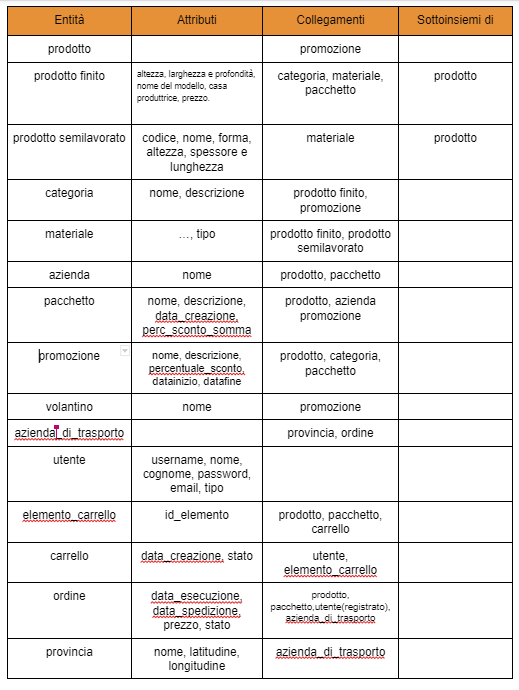 Entità Attributi Collegamenti Sottoinsiemi di
prodotto promozione
prodotto finito altezza, larghezza e profondità, categoria, materiale, prodotto
nome del modello, casa pacchetto
produttrice, prezzo.
prodotto semilavorato codice, nome, forma, materiale prodotto
altezza, spessore e
lunghezza
categoria nome, descrizione prodotto finito,
promozione
materiale …, tipo prodotto finito, prodotto
semilavorato
azienda nome prodotto, pacchetto
pacchetto nome, descrizione, prodotto, azienda
data_creazione, promozione
perc_sconto_somma
promozione nome, descrizione, prodotto, categoria,
percentuale_sconto, pacchetto
datainizio, datafine
volantino nome promozione
azienda_di_trasporto provincia, ordine
utente username, nome,
cognome, password,
email, tipo
elemento_carrello id_elemento prodotto, pacchetto,
carrello
carrello data_creazione, stato utente,
elemento_carrello
ordine data_esecuzione, prodotto,
data_spedizione, pacchetto,utente(registrato),
prezzo, stato azienda_di_trasporto
provincia nome, latitudine, azienda_di_trasporto
longitudine